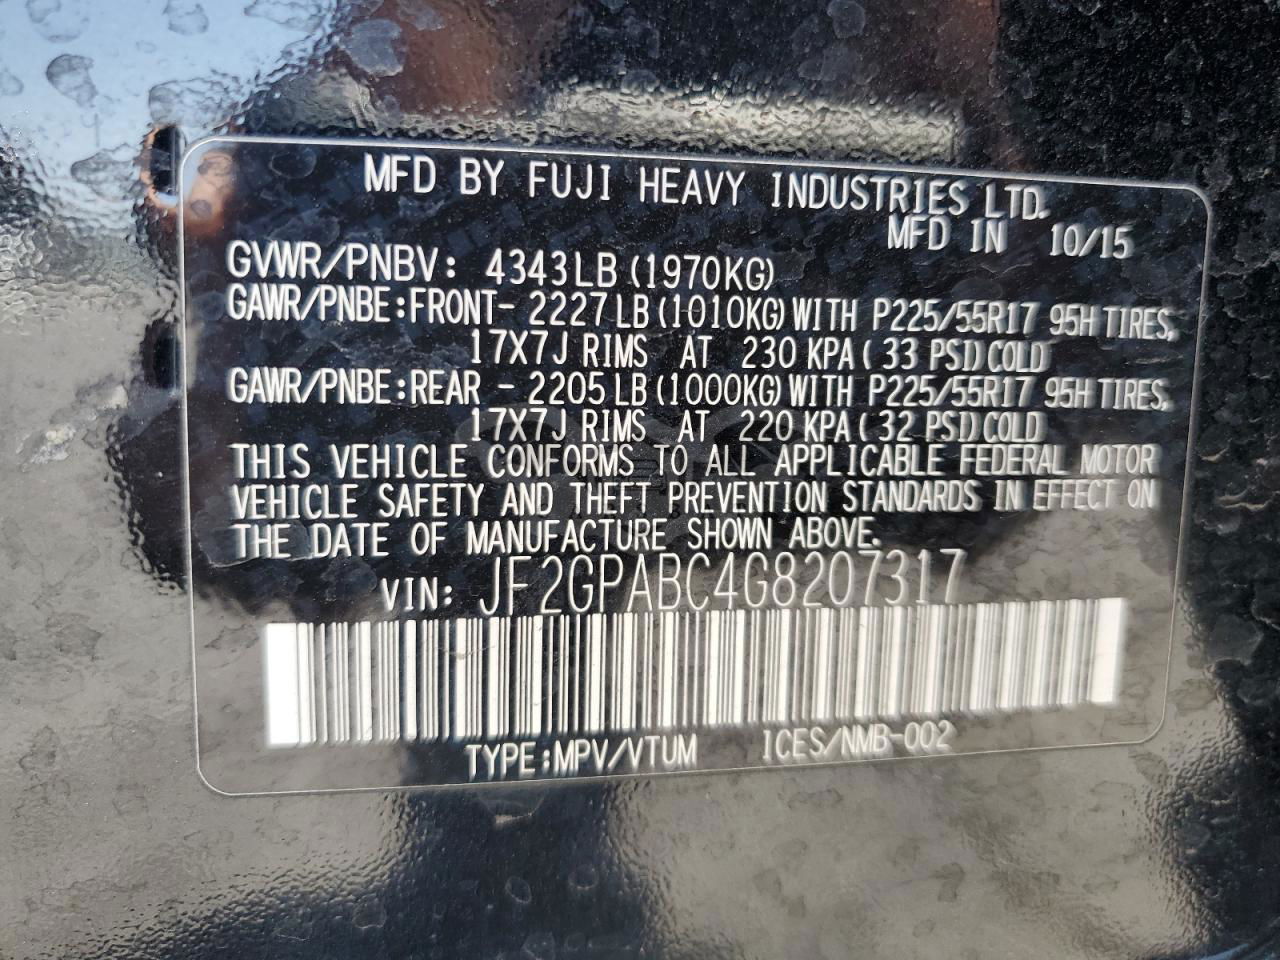 MFD BY FUJI HEAVY INDUSTRIES LTD.
MFD IN 10/15
GVWR/PNBV: 4343LB (1970KG)
GAWR/PNBE:FRONT- 2227 LB (1010KG) WITH P225/55R17 95H TIRES,
17X7J RIMS AT 230 KPA (33 PSI) COLD
GAWR/PNBE:REAR - 2205 LB (1000KG) WITH P225/55R17 95H TIRES,
17X7J RIMS AT 220 KPA (32 PSI) COLD
THIS VEHICLE CONFORMS TO ALL APPLICABLE FEDERAL MOTOR
VEHICLE SAFETY AND THEFT PREVENTION STANDARDS IN EFFECT ON
THE DATE OF MANUFACTURE SHOWN ABOVE.
VIN: JF2GPABC4G8207317
TYPE:MPV/VTUM ICES/NMB-002